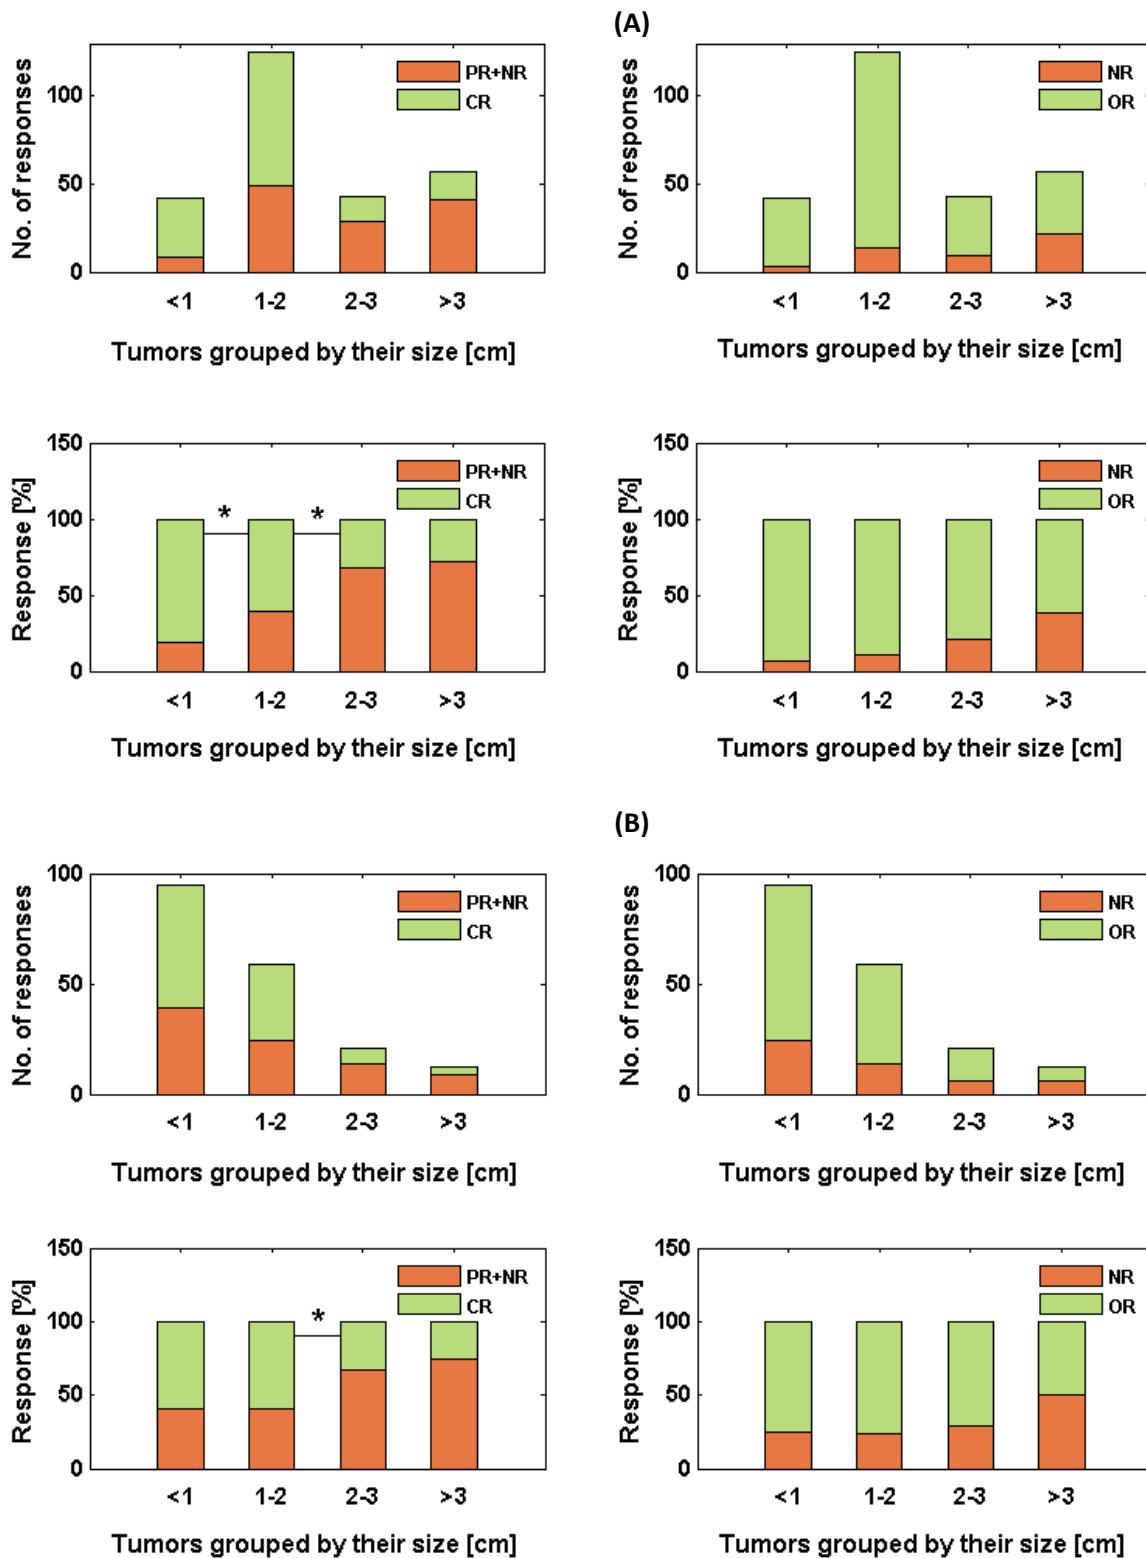 (A)
No. of responses
100
50
0
PR+NR
CR
<1 1-2 2-3 >3
Tumors grouped by their size [cm]
No. of responses
100
50
0
NR
OR
<1 1-2 2-3 >3
Tumors grouped by their size [cm]
Response [%]
150
100
50
0
PR+NR
CR
* *
<1 1-2 2-3 >3
Tumors grouped by their size [cm]
Response [%]
150
100
50
0
NR
OR
<1 1-2 2-3 >3
Tumors grouped by their size [cm]
(B)
No. of responses
100
50
0
PR+NR
CR
<1 1-2 2-3 >3
Tumors grouped by their size [cm]
No. of responses
100
50
0
NR
OR
<1 1-2 2-3 >3
Tumors grouped by their size [cm]
Response [%]
150
100
50
0
PR+NR
CR
*
<1 1-2 2-3 >3
Tumors grouped by their size [cm]
Response [%]
150
100
50
0
NR
OR
<1 1-2 2-3 >3
Tumors grouped by their size [cm]